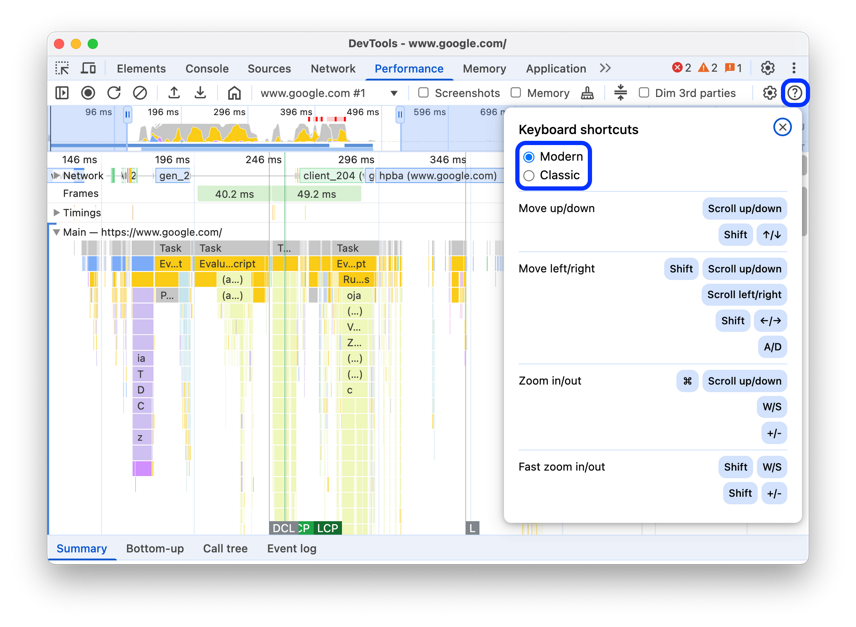 DevTools - www.google.com/
Elements Console Sources Network Performance Memory Application >> 2 2 1
www.google.com #1 Screenshots Memory Dim 3rd parties
96 ms 196 ms 296 ms 396 ms 496 ms 596 ms
146 ms 196 ms 246 ms 296 ms 346 ms
Network gen_2 client_204 ( hpba (www.google.com)
Frames 40.2 ms 49.2 ms
Timings
Main — https://www.google.com/
Task Task T... Task
Ev...t Evalu...cript Ev...pt
(a...) Ru...s
P... (a...) oja
(...)
V...
Z...
ia (...)
T (...)
D c
C
z
DCL CP LCP L
Summary Bottom-up Call tree Event log
Keyboard shortcuts
Modern
Classic
Move up/down Scroll up/down
Shift ↑/↓
Move left/right Shift Scroll up/down
Scroll left/right
Shift ←/→
A/D
Zoom in/out ⌘ Scroll up/down
W/S
+/-
Fast zoom in/out Shift W/S
Shift +/-